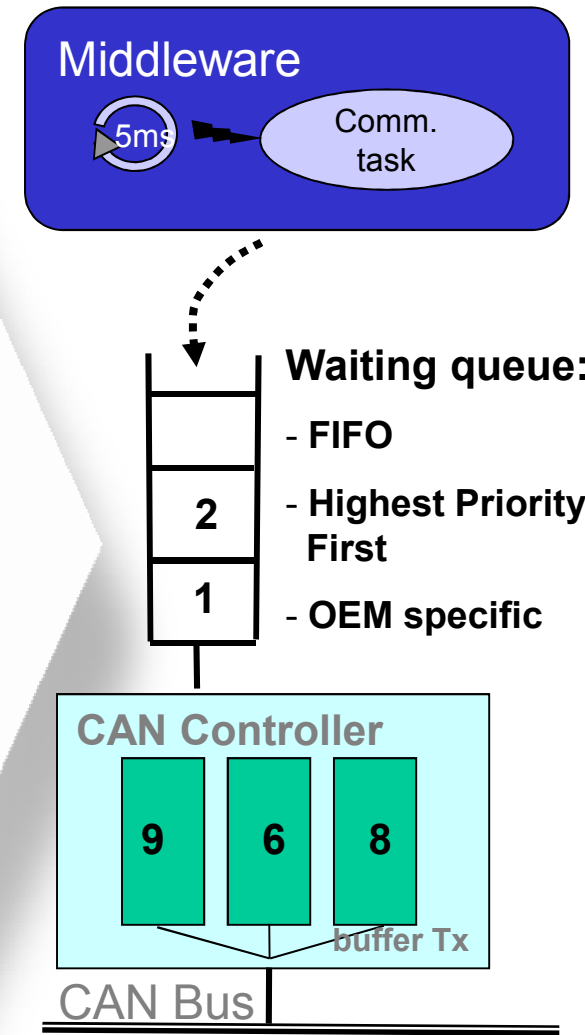 Middleware
5ms
Comm.
task
Waiting queue:
- FIFO
- Highest Priority
First
- OEM specific
2
1
CAN Controller
9 6 8
buffer Tx
CAN Bus